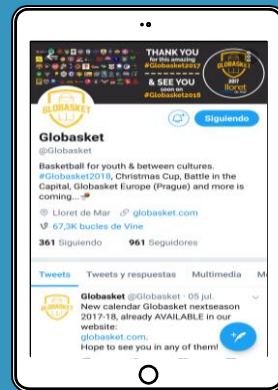 THANK YOU
for this amazing
#Globasket2017
& SEE YOU
soon on
#Globasket2018
GLOBASKET
2017
lloret
GLOBASKET
Siguiendo
Globasket
@Globasket
Basketball for youth & between cultures.
#Globasket2018, Christmas Cup, Battle in the
Capital, Globasket Europe (Prague) and more is
coming...
Lloret de Mar globasket.com
67,3K bucles de Vine
361 Siguiendo 961 Seguidores
Tweets Tweets y respuestas Multimedia M
GLOBASKET
Globasket @Globasket · 05 jul.
New calendar Globasket nextseason
2017-18, already AVAILABLE in our
website:
globasket.com.
Hope to see you in any of them!